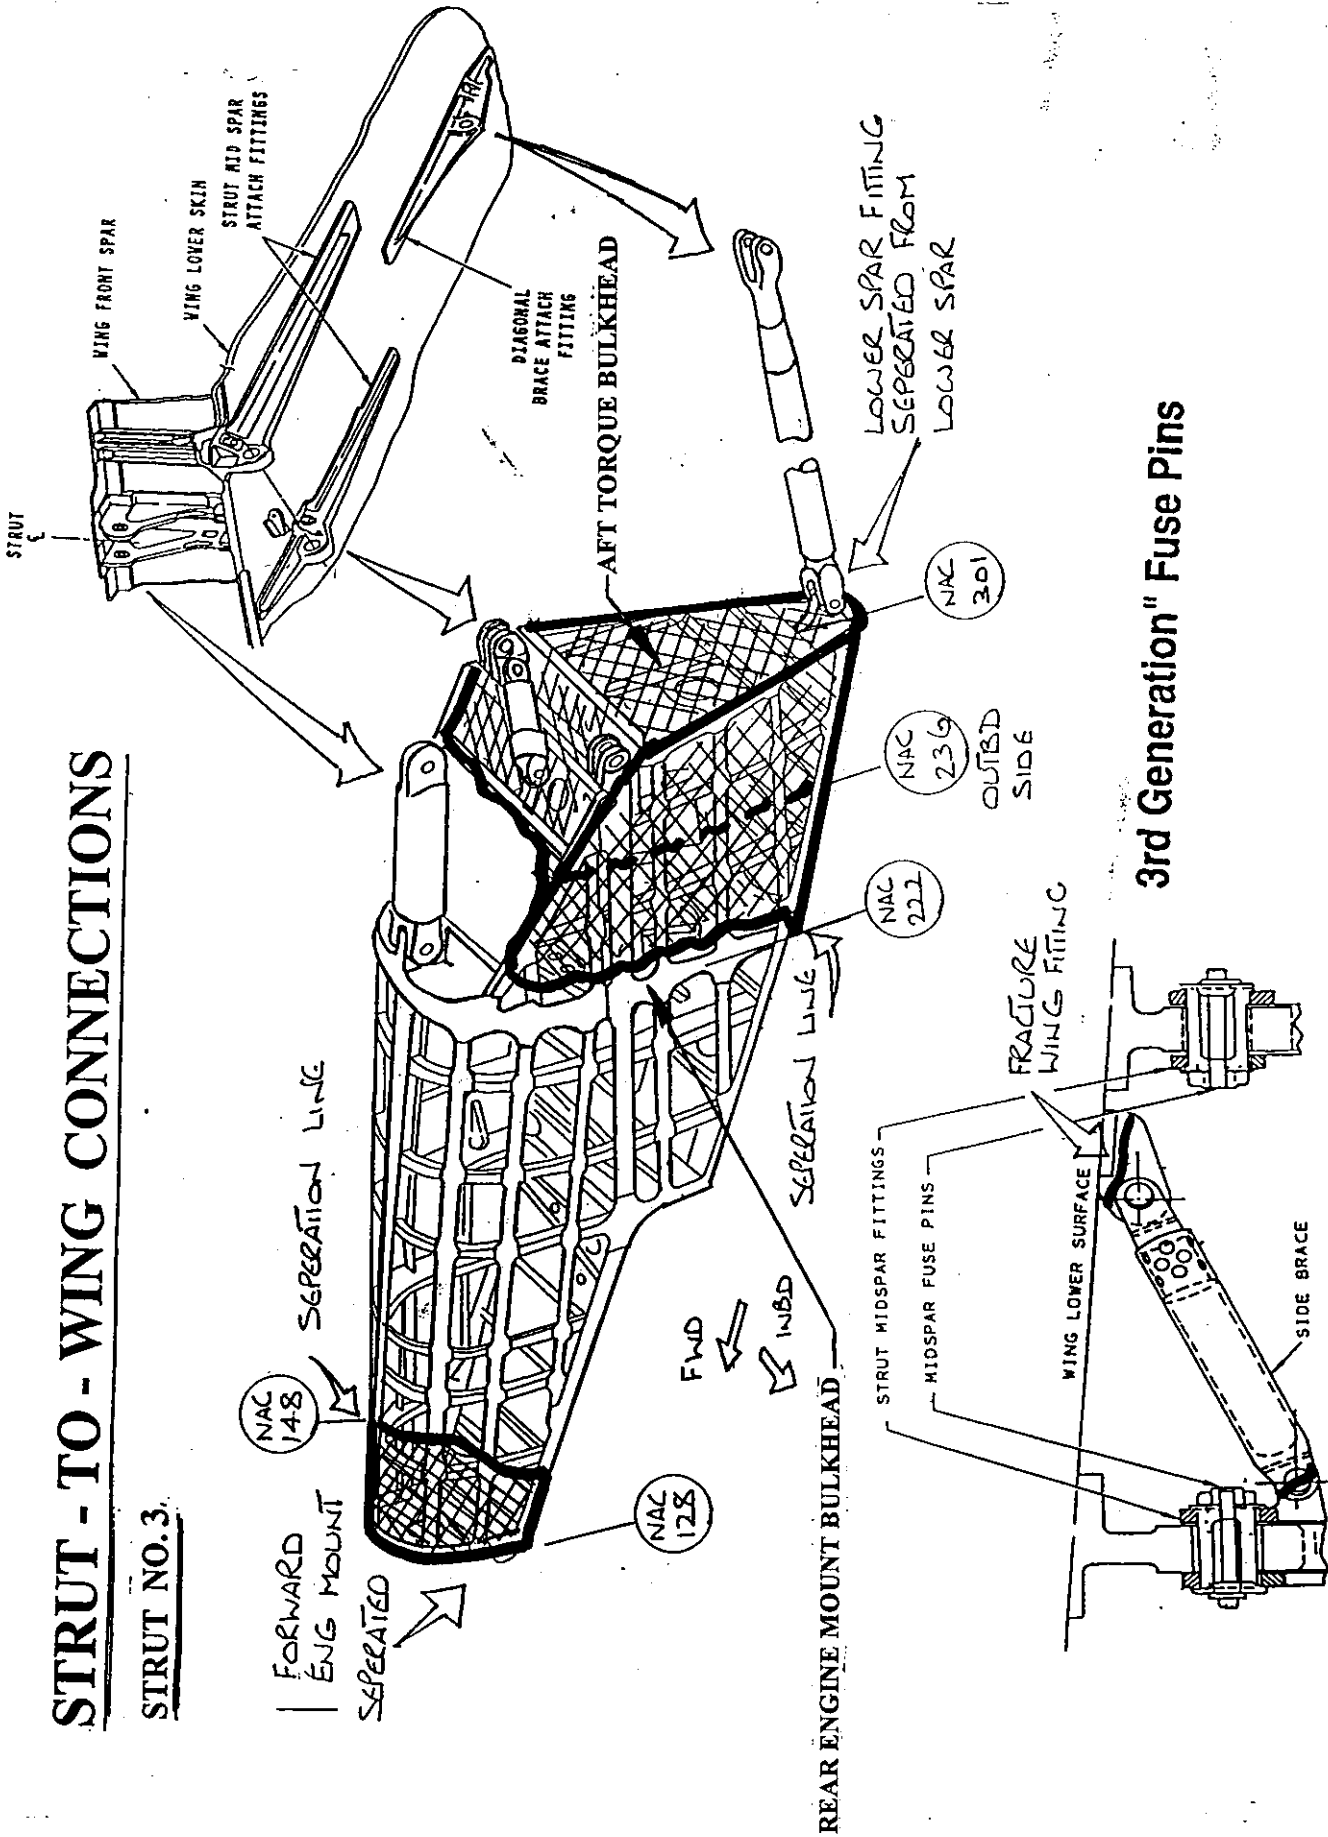 STRUT - TO - WING CONNECTIONS
STRUT NO.3.
STRUT
℄
WING FRONT SPAR
WING LOWER SKIN
STRUT MID SPAR
ATTACH FITTINGS
DIAGONAL
BRACE ATTACH
FITTING
AFT TORQUE BULKHEAD
FORWARD
ENG MOUNT
SEPERATED
NAC
148
SEPERATION LINE
NAC
128
LOWER SPAR FITTING
SEPERATED FROM
LOWER SPAR
NAC
301
NAC
236
OUTBD
SIDE
NAC
222
SEPERATION LINE
FWD
INBD
REAR ENGINE MOUNT BULKHEAD
STRUT MIDSPAR FITTINGS
MIDSPAR FUSE PINS
FRACTURE
WING FITTING
WING LOWER SURFACE
SIDE BRACE
3rd Generation" Fuse Pins